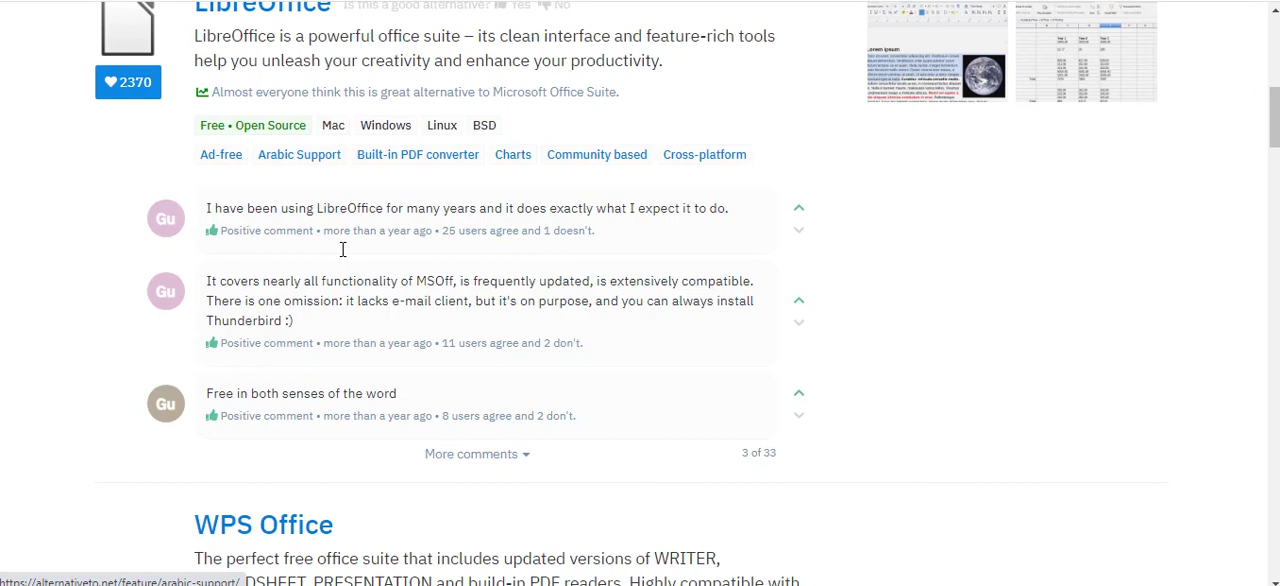 LibreOffice Is this a good alternative? Yes No
LibreOffice is a powerful office suite – its clean interface and feature-rich tools
help you unleash your creativity and enhance your productivity.
2370
Almost everyone think this is great alternative to Microsoft Office Suite.
Free • Open Source Mac Windows Linux BSD
Ad-free Arabic Support Built-in PDF converter Charts Community based Cross-platform
Gu
I have been using LibreOffice for many years and it does exactly what I expect it to do.
Positive comment • more than a year ago • 25 users agree and 1 doesn't.
Gu
It covers nearly all functionality of MSOff, is frequently updated, is extensively compatible.
There is one omission: it lacks e-mail client, but it's on purpose, and you can always install
Thunderbird :)
Positive comment • more than a year ago • 11 users agree and 2 don't.
Gu
Free in both senses of the word
Positive comment • more than a year ago • 8 users agree and 2 don't.
More comments 3 of 33
WPS Office
The perfect free office suite that includes updated versions of WRITER,
DSHEET, PRESENTATION and build-in PDF readers. Highly compatible with
https://alternativeto.net/feature/arabic-support/
Lorem ipsum